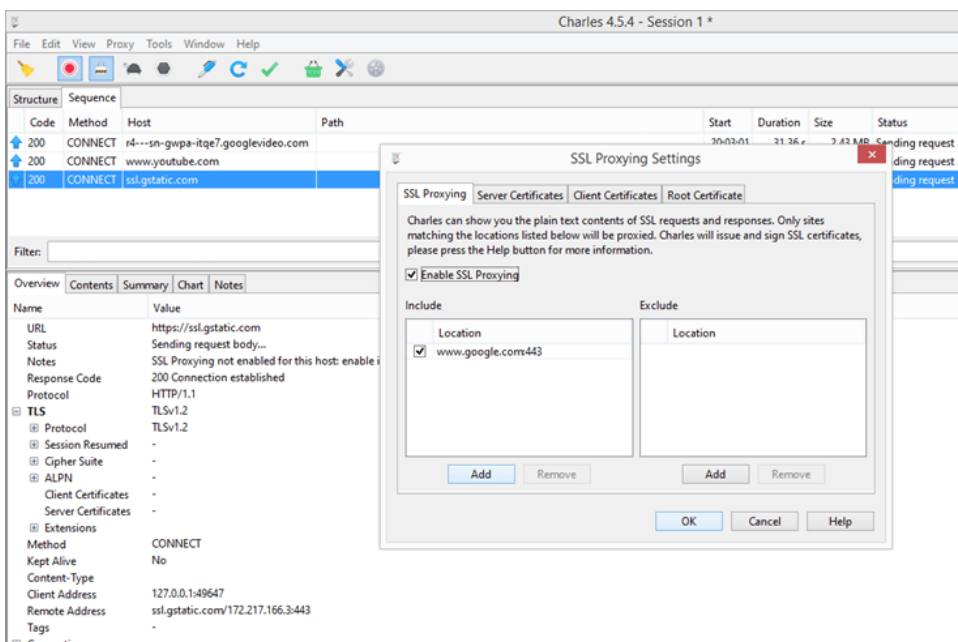 Charles 4.5.4 - Session 1 *
File Edit View Proxy Tools Window Help
Structure Sequence
Code Method Host Path Start Duration Size Status
200 CONNECT r4---sn-gwpa-itqe7.googlevideo.com 20:03:01 31.36 s 2.43 MB Sending request
200 CONNECT www.youtube.com ding request
200 CONNECT ssl.gstatic.com nding request
Filter:
Overview Contents Summary Chart Notes
Name Value
URL https://ssl.gstatic.com
Status Sending request body...
Notes SSL Proxying not enabled for this host: enable i
Response Code 200 Connection established
Protocol HTTP/1.1
TLS TLSv1.2
Protocol TLSv1.2
Session Resumed -
Cipher Suite -
ALPN -
Client Certificates -
Server Certificates -
Extensions
Method CONNECT
Kept Alive No
Content-Type
Client Address 127.0.0.1:49647
Remote Address ssl.gstatic.com/172.217.166.3:443
Tags -
SSL Proxying Settings
SSL Proxying Server Certificates Client Certificates Root Certificate
Charles can show you the plain text contents of SSL requests and responses. Only sites
matching the locations listed below will be proxied. Charles will issue and sign SSL certificates,
please press the Help button for more information.
Enable SSL Proxying
Include Exclude
Location Location
www.google.com:443
Add Remove Add Remove
OK Cancel Help